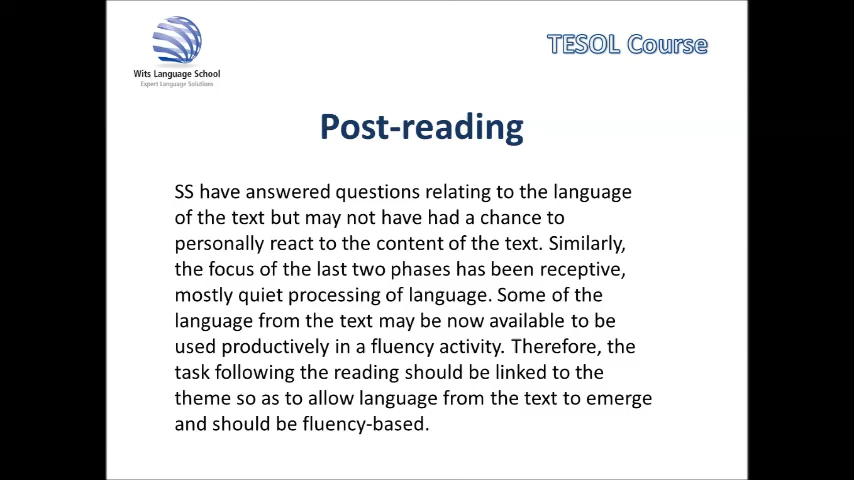 Wits Language School
Expert Language Solutions
TESOL Course
Post-reading
SS have answered questions relating to the language
of the text but may not have had a chance to
personally react to the content of the text. Similarly,
the focus of the last two phases has been receptive,
mostly quiet processing of language. Some of the
language from the text may be now available to be
used productively in a fluency activity. Therefore, the
task following the reading should be linked to the
theme so as to allow language from the text to emerge
and should be fluency-based.